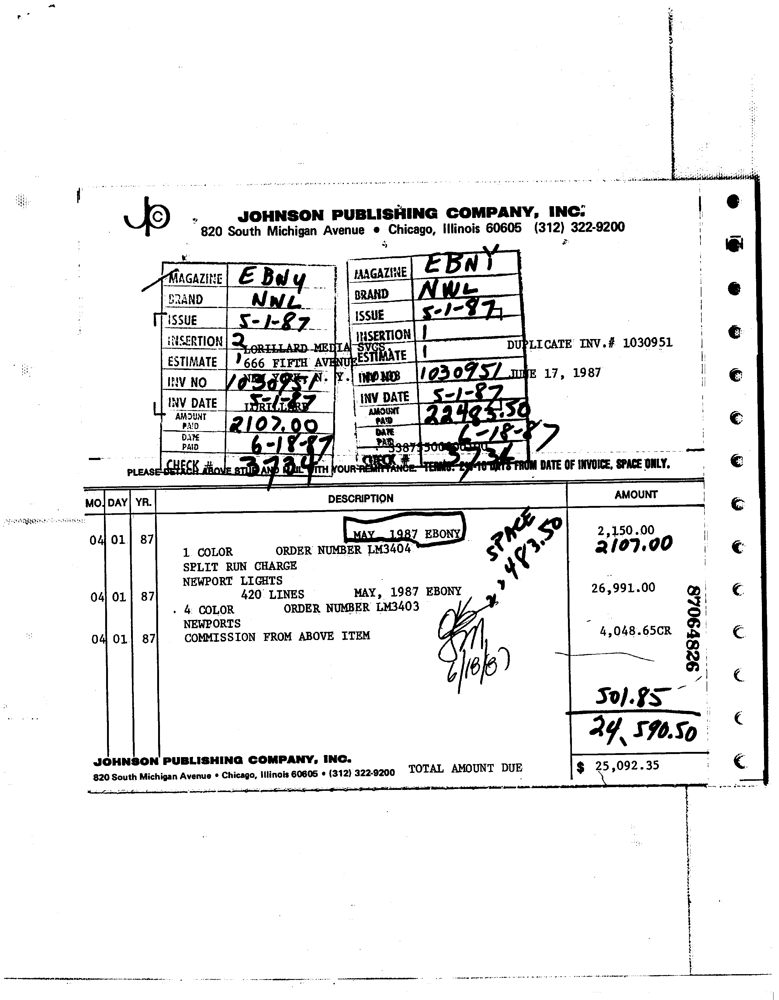 JPC
JOHNSON PUBLISHING COMPANY, INC.
820 South Michigan Avenue • Chicago, Illinois 60605 (312) 322-9200
MAGAZINE EBNY
BRAND NWL
ISSUE 5-1-87
INSERTION 2
ESTIMATE 1
INV NO 1030951
INV DATE 5-1-87
AMOUNT PAID 2107.00
DATE PAID 6-18-87
CHECK # 3734
MAGAZINE EBNY
BRAND NWL
ISSUE 5-1-87
INSERTION 1
ESTIMATE 1
INV NO 1030951
INV DATE 5-1-87
AMOUNT PAID 22483.50
DATE PAID 6-18-87
CHECK # 3734
LORILLARD MEDIA SVGS.
666 FIFTH AVENUE
NEW YORK, N. Y.
DUPLICATE INV.# 1030951
JUNE 17, 1987
PLEASE DETACH ABOVE STUB AND MAIL WITH YOUR REMITTANCE. TERMS: DAYS FROM DATE OF INVOICE, SPACE ONLY.
MO. DAY YR. DESCRIPTION AMOUNT
04 01 87 MAY 1987 EBONY 2,150.00
1 COLOR ORDER NUMBER LM3404 2107.00
SPLIT RUN CHARGE
NEWPORT LIGHTS
04 01 87 420 LINES MAY, 1987 EBONY 26,991.00
4 COLOR ORDER NUMBER LM3403
NEWPORTS
04 01 87 COMMISSION FROM ABOVE ITEM 4,048.65CR
SPACE
483.50
6/18/87
87064826
501.85
24,590.50
JOHNSON PUBLISHING COMPANY, INC.
820 South Michigan Avenue • Chicago, Illinois 60605 • (312) 322-9200
TOTAL AMOUNT DUE $ 25,092.35